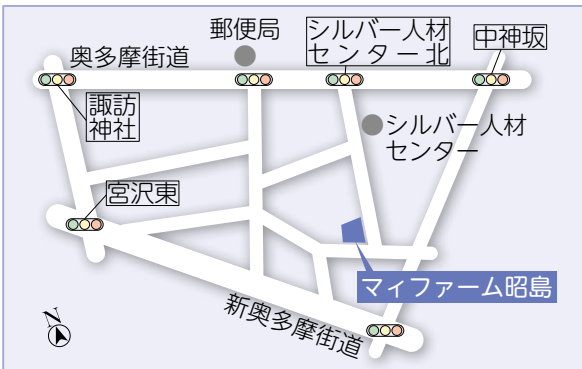 郵便局
シルバー人材
センター北
中神坂
奥多摩街道
諏訪
神社
シルバー人材
センター
宮沢東
マイファーム昭島
新奥多摩街道
N